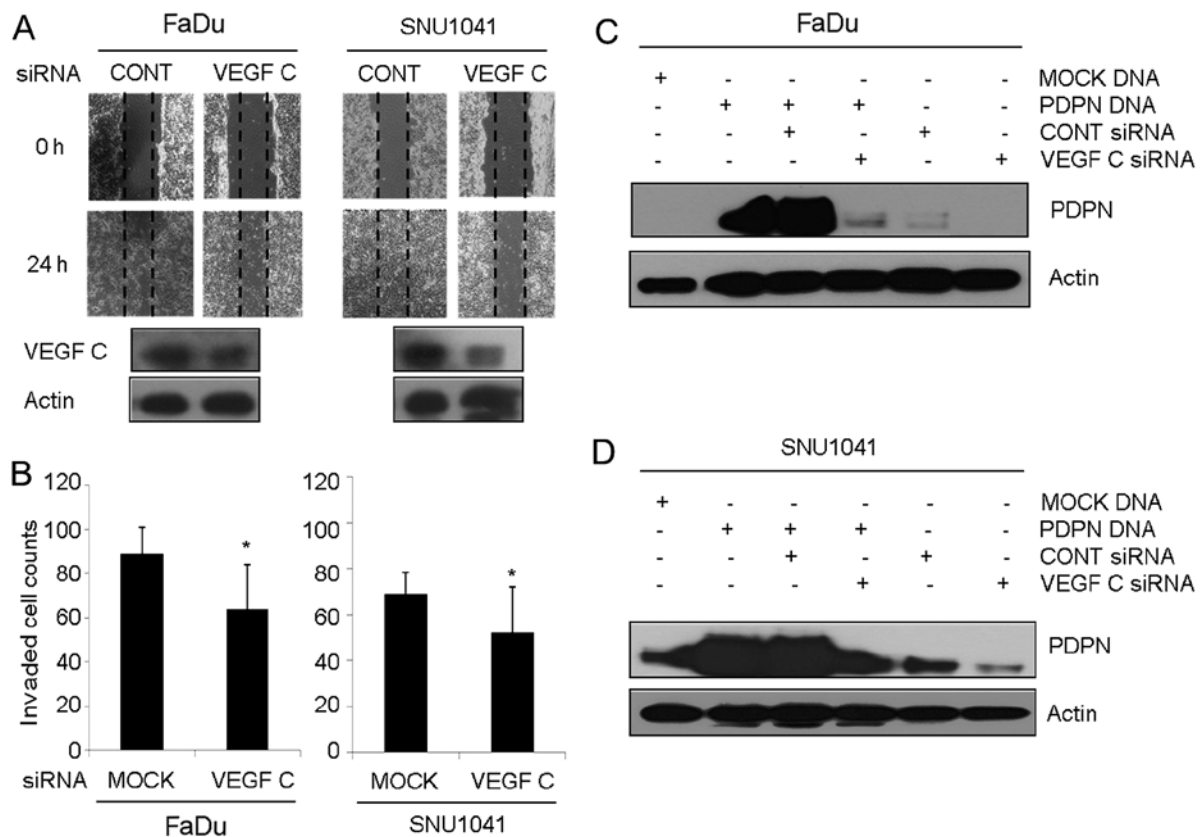 A
FaDu
SNU1041
siRNA CONT VEGF C CONT VEGF C
0 h
24 h
VEGF C
Actin
B
Invaded cell counts
120
100
80
60
40
20
0
*
siRNA MOCK VEGF C
FaDu
120
100
80
60
40
20
0
*
MOCK VEGF C
SNU1041
C
FaDu
+ - - - - - MOCK DNA
- + + + - - PDPN DNA
- - + - + - CONT siRNA
- - - + - + VEGF C siRNA
PDPN
Actin
D
SNU1041
+ - - - - - MOCK DNA
- + + + - - PDPN DNA
- - + - + - CONT siRNA
- - - + - + VEGF C siRNA
PDPN
Actin